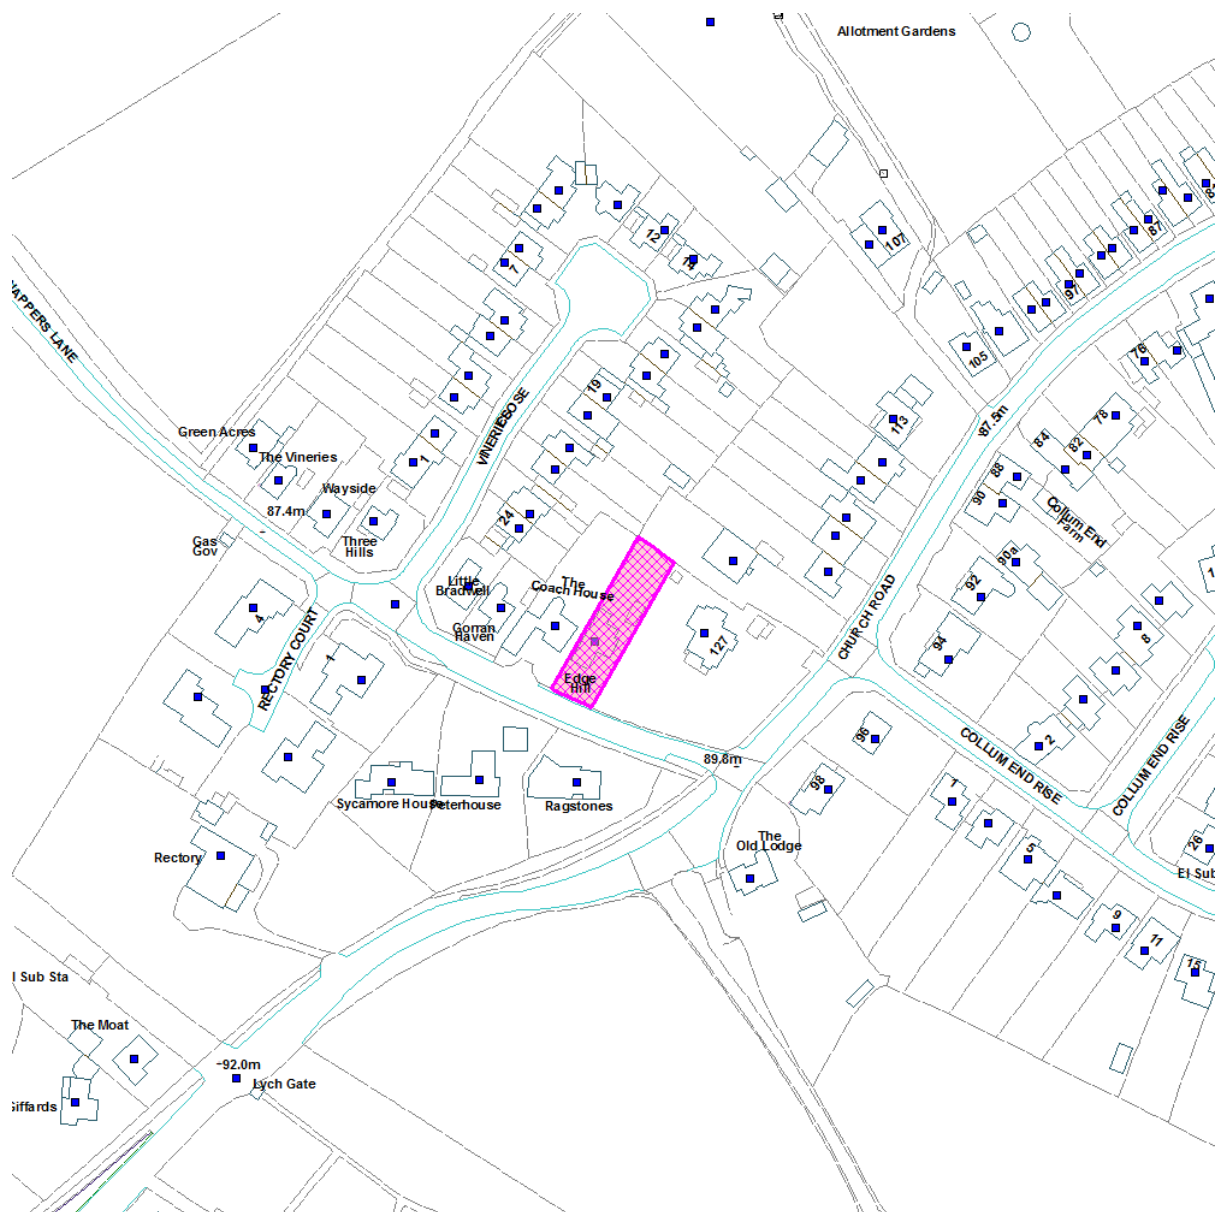 Allotment Gardens
81
87
97
107
12
14
7
105
76
78
84
82
88
90
87.5m
113
19
VINERIES
1
Green Acres
The Vineries
Wayside
87.4m
Three
Hills
Gas
Gov
24
Collum End
Farm
90a
92
94
8
2
CHURCH ROAD
The
Coach House
Little
Bradwell
Gorran
Haven
127
Edge
Hill
4
1
RECTORY COURT
LANE
89.8m
96
98
COLLUM END RISE
COLLUM END RISE
1
5
9
11
15
26
El Sub
Sycamore House
Peterhouse
Ragstones
The
Old Lodge
Rectory
l Sub Sta
The Moat
92.0m
Lych Gate
Giffards